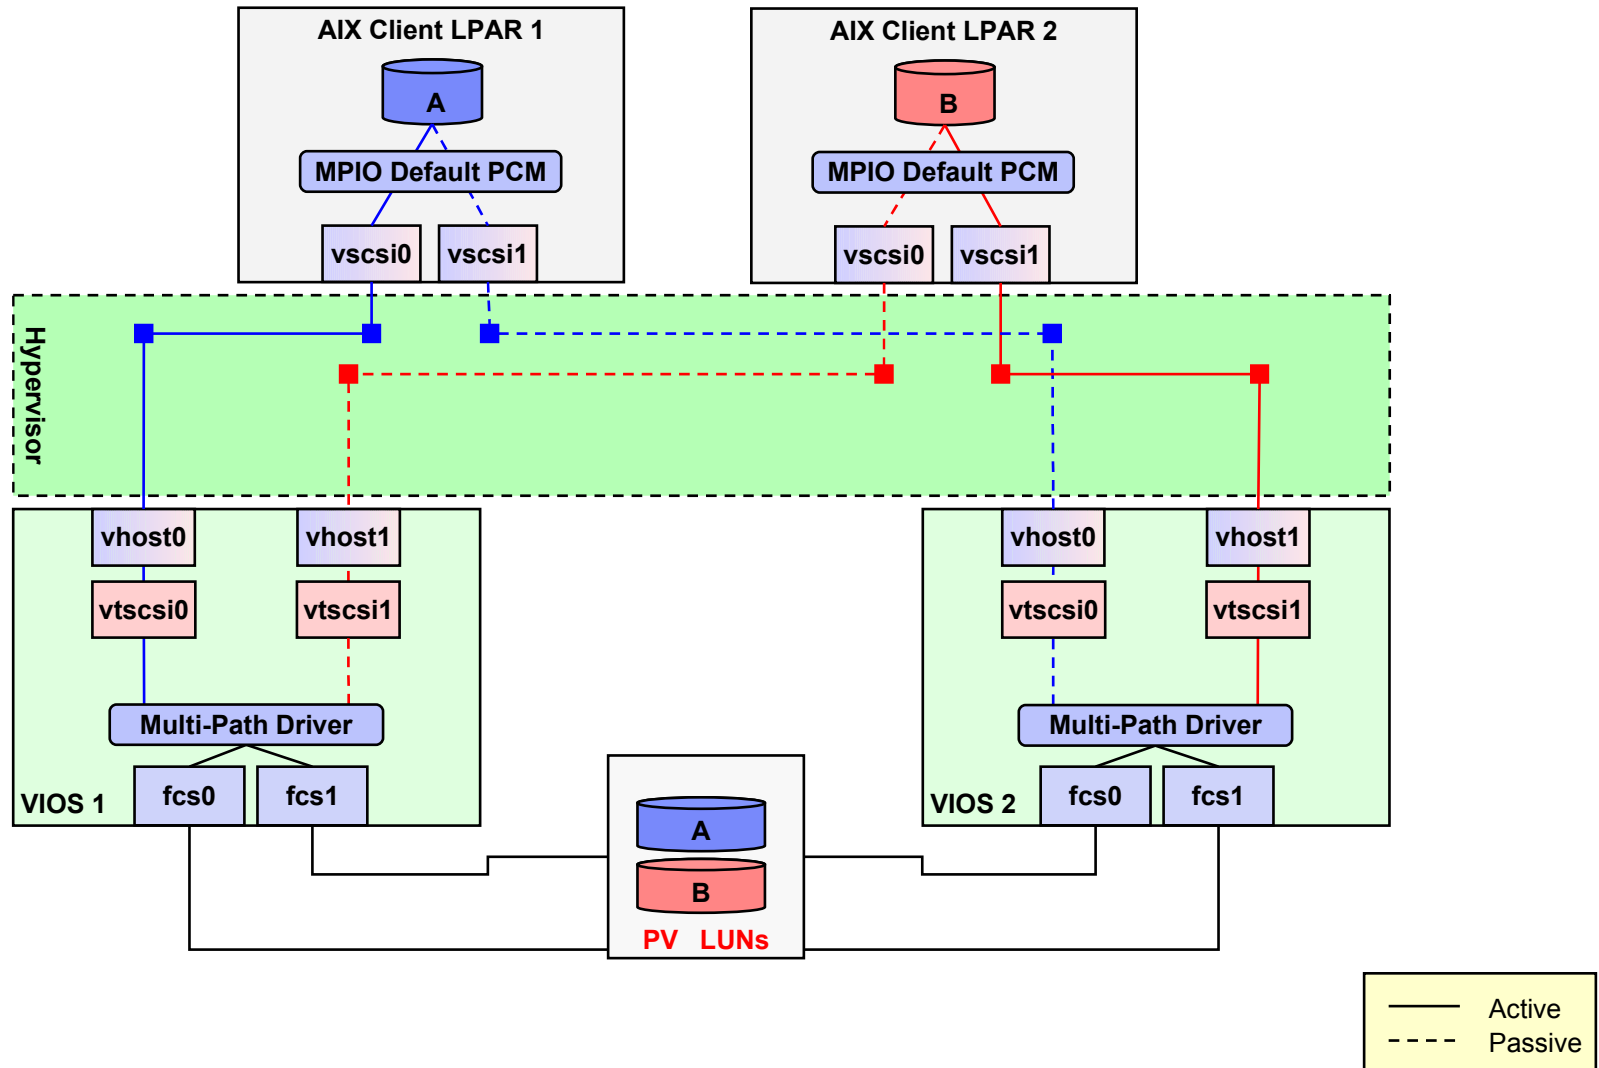 AIX Client LPAR 1
A
MPIO Default PCM
vscsi0 vscsi1
AIX Client LPAR 2
B
MPIO Default PCM
vscsi0 vscsi1
Hypervisor
vhost0 vhost1
vtscsi0 vtscsi1
Multi-Path Driver
fcs0 fcs1
VIOS 1
vhost0 vhost1
vtscsi0 vtscsi1
Multi-Path Driver
fcs0 fcs1
VIOS 2
A
B
PV LUNs
Active
Passive